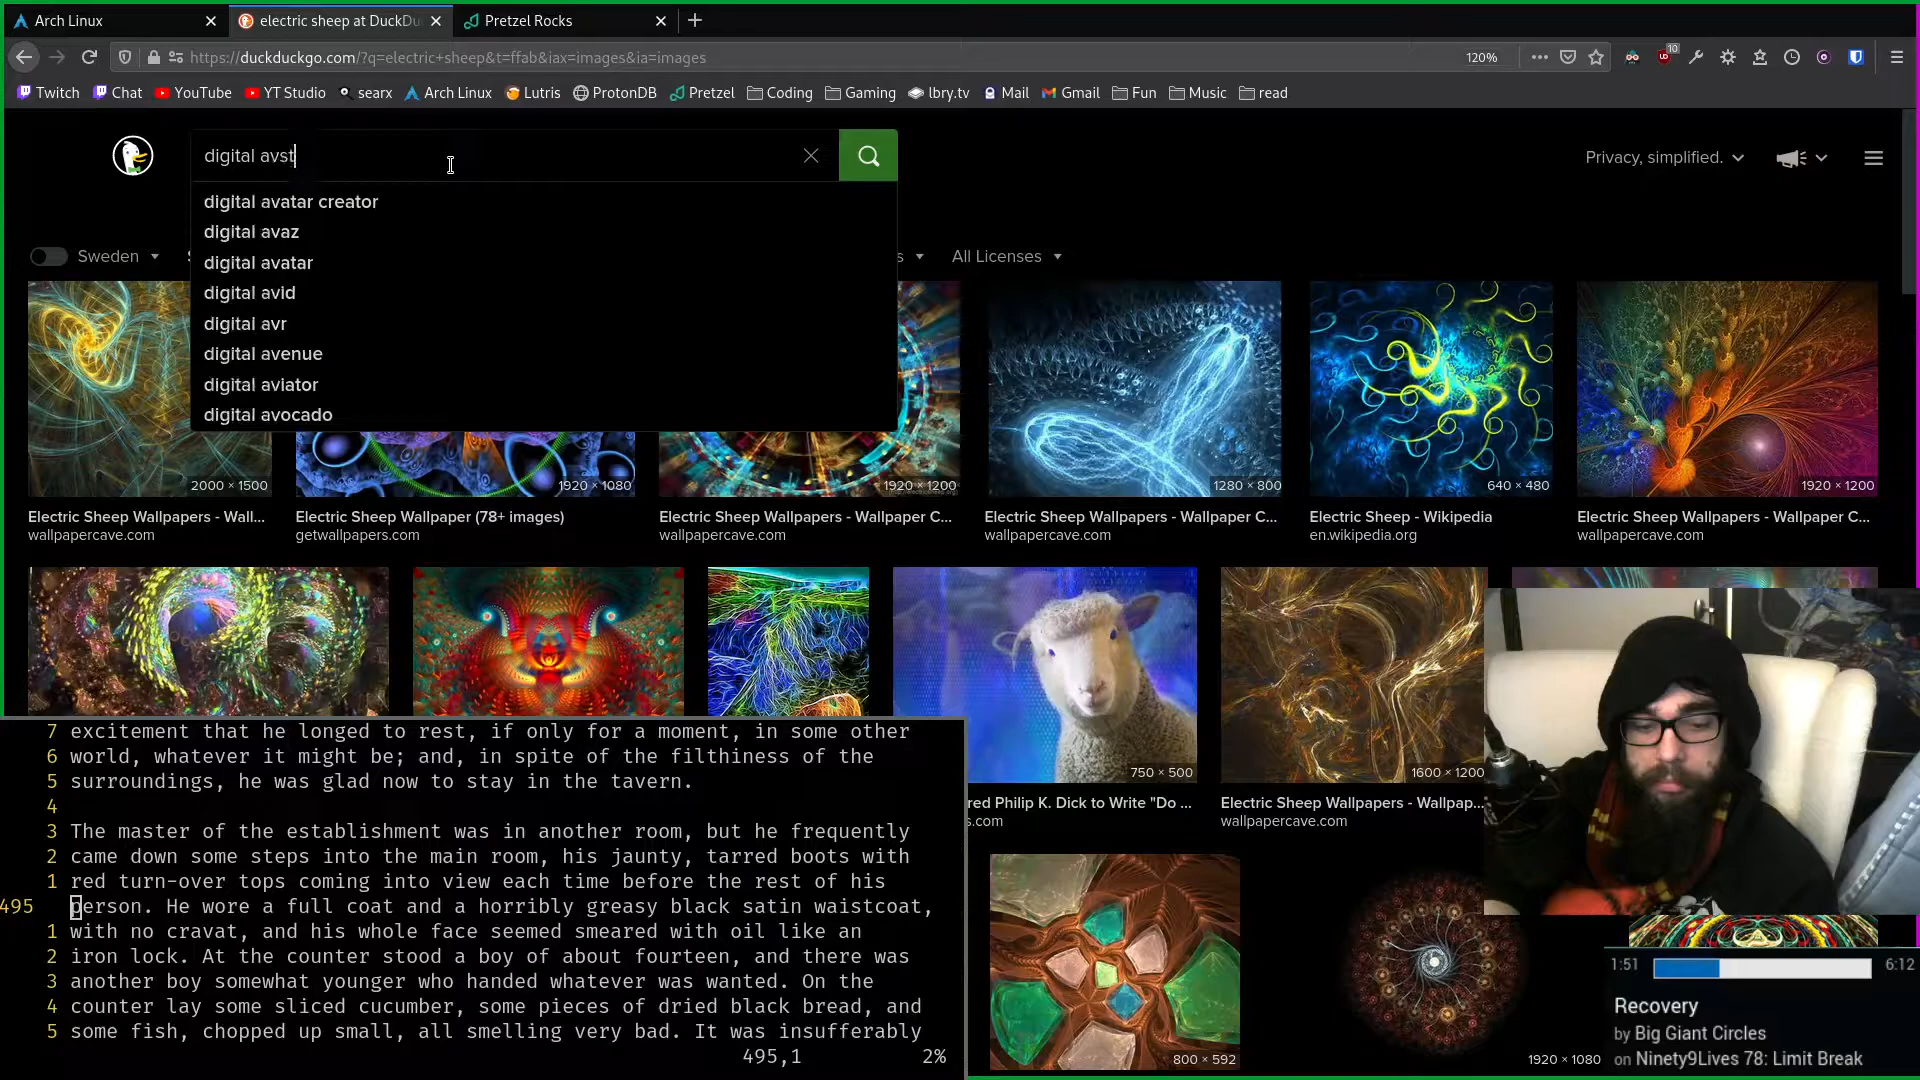 Arch Linux
electric sheep at DuckDu
Pretzel Rocks
https://duckduckgo.com/?q=electric+sheep&t=ffab&iax=images&ia=images
120%
10
Twitch
Chat
YouTube
YT Studio
searx
Arch Linux
Lutris
ProtonDB
Pretzel
Coding
Gaming
lbry.tv
Mail
Gmail
Fun
Music
read
digital avst
Privacy, simplified.
digital avatar creator
digital avaz
digital avatar
digital avid
digital avr
digital avenue
digital aviator
digital avocado
Sweden
All Licenses
2000 × 1500
1920 × 1080
1920 × 1200
1280 × 800
640 × 480
1920 × 1200
Electric Sheep Wallpapers - Wall...
wallpapercave.com
Electric Sheep Wallpaper (78+ images)
getwallpapers.com
Electric Sheep Wallpapers - Wallpaper C...
wallpapercave.com
Electric Sheep Wallpapers - Wallpaper C...
wallpapercave.com
Electric Sheep - Wikipedia
en.wikipedia.org
Electric Sheep Wallpapers - Wallpaper C...
wallpapercave.com
750 × 500
1600 × 1200
red Philip K. Dick to Write "Do ...
s.com
Electric Sheep Wallpapers - Wallpap...
wallpapercave.com
800 × 592
1920 × 1080
7 excitement that he longed to rest, if only for a moment, in some other
6 world, whatever it might be; and, in spite of the filthiness of the
5 surroundings, he was glad now to stay in the tavern.
4
3 The master of the establishment was in another room, but he frequently
2 came down some steps into the main room, his jaunty, tarred boots with
1 red turn-over tops coming into view each time before the rest of his
495 person. He wore a full coat and a horribly greasy black satin waistcoat,
1 with no cravat, and his whole face seemed smeared with oil like an
2 iron lock. At the counter stood a boy of about fourteen, and there was
3 another boy somewhat younger who handed whatever was wanted. On the
4 counter lay some sliced cucumber, some pieces of dried black bread, and
5 some fish, chopped up small, all smelling very bad. It was insufferably
495,1 2%
1:51
6:12
Recovery
by Big Giant Circles
on Ninety9Lives 78: Limit Break